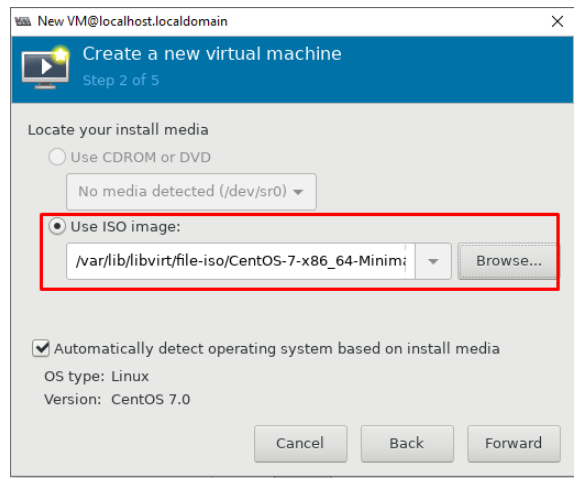 New VM@localhost.localdomain
Create a new virtual machine
Step 2 of 5
Locate your install media
Use CDROM or DVD
No media detected (/dev/sr0)
Use ISO image:
/var/lib/libvirt/file-iso/CentOS-7-x86_64-Minima
Browse...
Automatically detect operating system based on install media
OS type: Linux
Version: CentOS 7.0
Cancel Back Forward